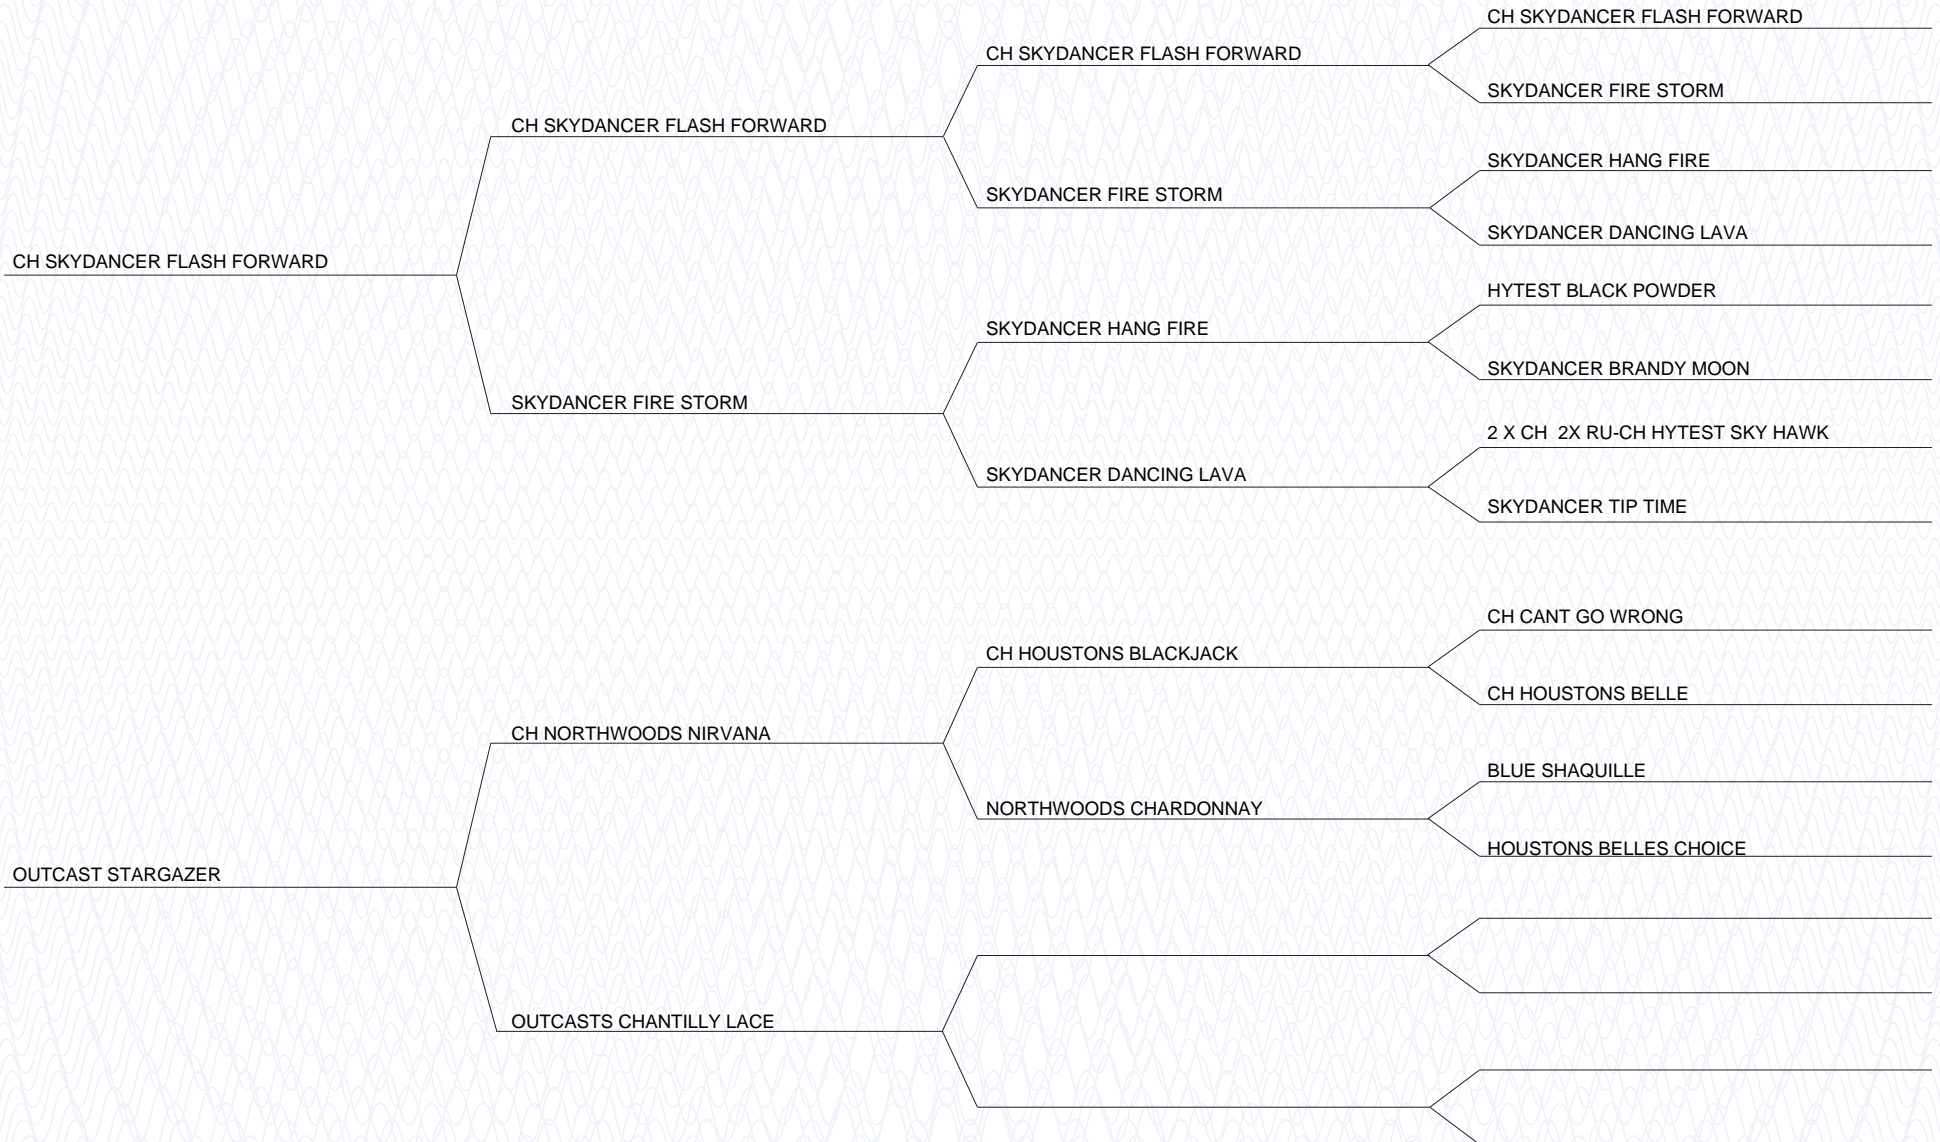 CH SKYDANCER FLASH FORWARD
CH SKYDANCER FLASH FORWARD
CH SKYDANCER FLASH FORWARD
CH SKYDANCER FLASH FORWARD
SKYDANCER FIRE STORM
SKYDANCER FIRE STORM
SKYDANCER HANG FIRE
SKYDANCER DANCING LAVA
SKYDANCER FIRE STORM
SKYDANCER HANG FIRE
HYTEST BLACK POWDER
SKYDANCER BRANDY MOON
SKYDANCER DANCING LAVA
2 X CH  2X RU-CH HYTEST SKY HAWK
SKYDANCER TIP TIME
OUTCAST STARGAZER
CH NORTHWOODS NIRVANA
CH HOUSTONS BLACKJACK
CH CANT GO WRONG
CH HOUSTONS BELLE
NORTHWOODS CHARDONNAY
BLUE SHAQUILLE
HOUSTONS BELLES CHOICE
OUTCASTS CHANTILLY LACE